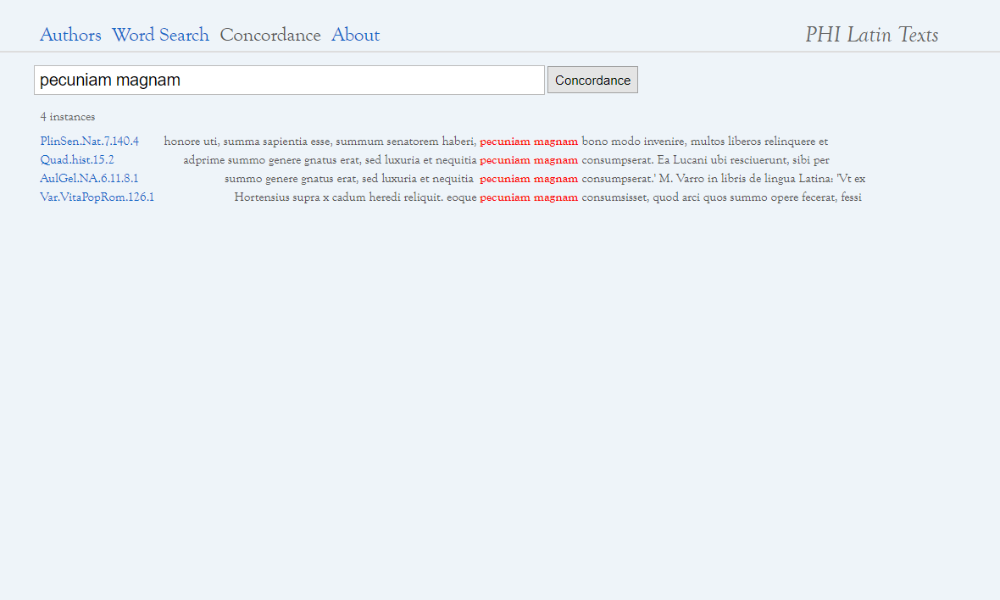 Authors Word Search Concordance About PHI Latin Texts
pecuniam magnam Concordance
4 instances
PlinSen.Nat.7.140.4 honore uti, summa sapientia esse, summum senatorem haberi, pecuniam magnam bono modo invenire, multos liberos relinquere et
Quad.hist.15.2 adprime summo genere gnatus erat, sed luxuria et nequitia pecuniam magnam consumpserat. Ea Lucani ubi resciuerunt, sibi per
AulGel.NA.6.11.8.1 summo genere gnatus erat, sed luxuria et nequitia pecuniam magnam consumpserat.' M. Varro in libris de lingua Latina: 'Vt ex
Var.VitaPopRom.126.1 Hortensius supra x cadum heredi reliquit. eoque pecuniam magnam consumsisset, quod arci quos summo opere fecerat, fessi